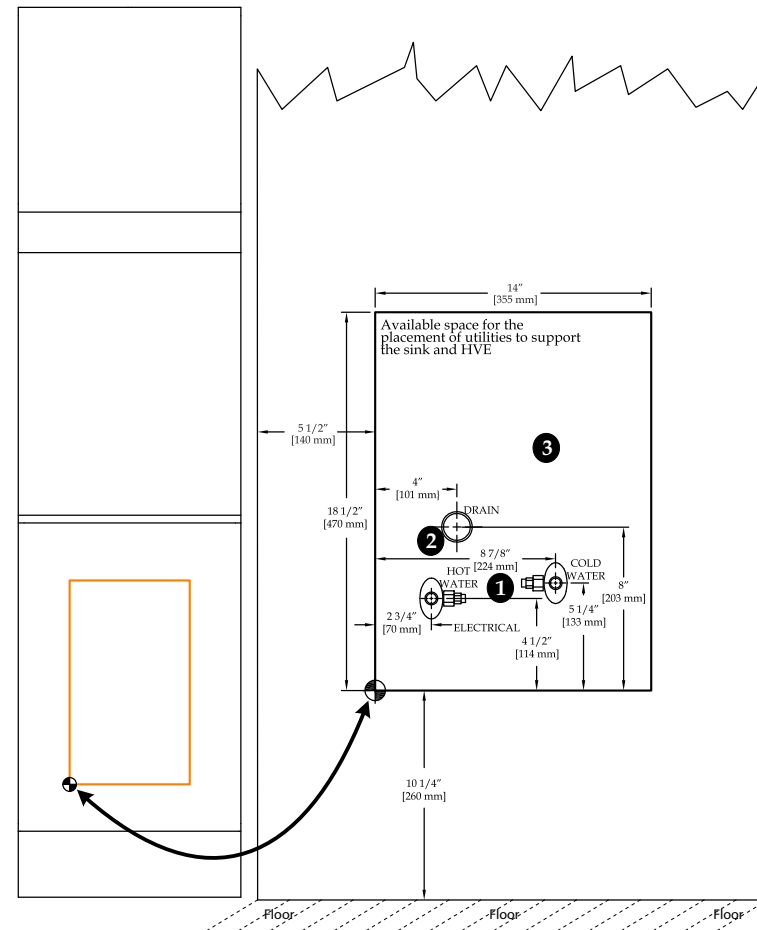 14"
[355 mm]
Available space for the
placement of utilities to support
the sink and HVE
5 1/2"
[140 mm]
3
4"
[101 mm]
18 1/2"
[470 mm]
DRAIN
2
8 7/8"
[224 mm]
COLD
WATER
HOT
WATER
1
8"
[203 mm]
5 1/4"
[133 mm]
2 3/4"
[70 mm]
ELECTRICAL
4 1/2"
[114 mm]
10 1/4"
[260 mm]
Floor
Floor
Floor